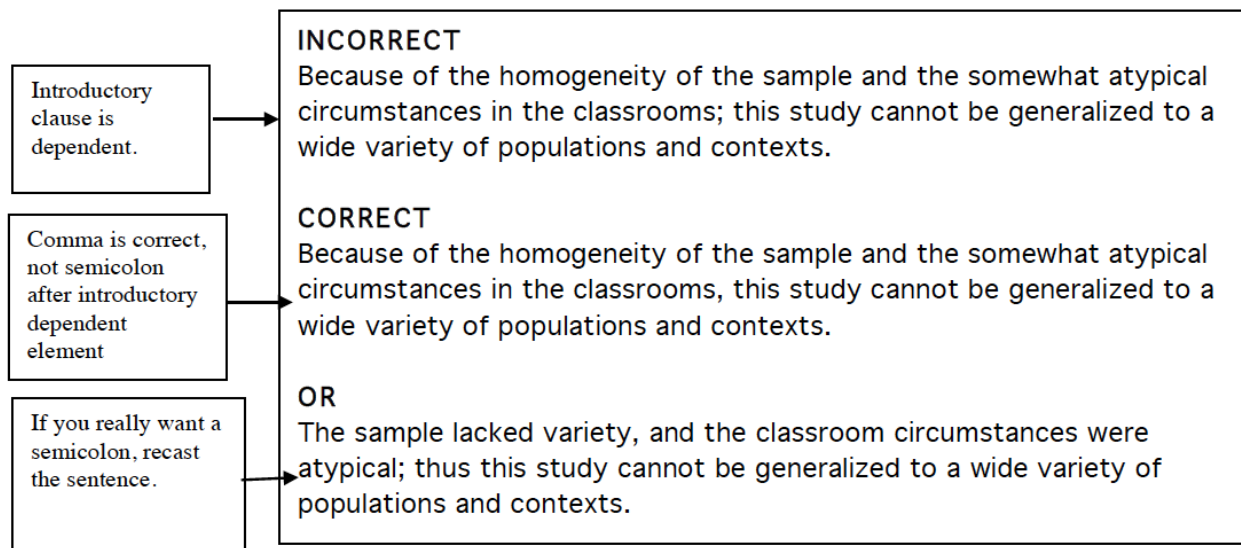 INCORRECT
Because of the homogeneity of the sample and the somewhat atypical
circumstances in the classrooms; this study cannot be generalized to a
wide variety of populations and contexts.
Introductory
clause is
dependent.
CORRECT
Because of the homogeneity of the sample and the somewhat atypical
circumstances in the classrooms, this study cannot be generalized to a
wide variety of populations and contexts.
Comma is correct,
not semicolon
after introductory
dependent
element
OR
The sample lacked variety, and the classroom circumstances were
atypical; thus this study cannot be generalized to a wide variety of
populations and contexts.
If you really want a
semicolon, recast
the sentence.